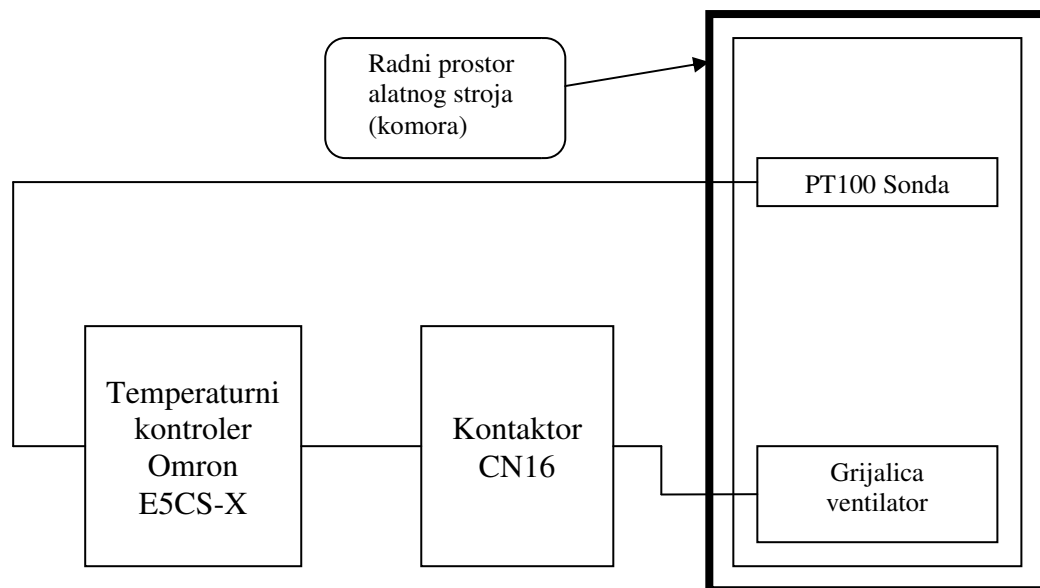 Radni prostor
alatnog stroja
(komora)
PT100 Sonda
Temperaturni
kontroler
Omron
E5CS-X
Kontaktor
CN16
Grijalica
ventilator